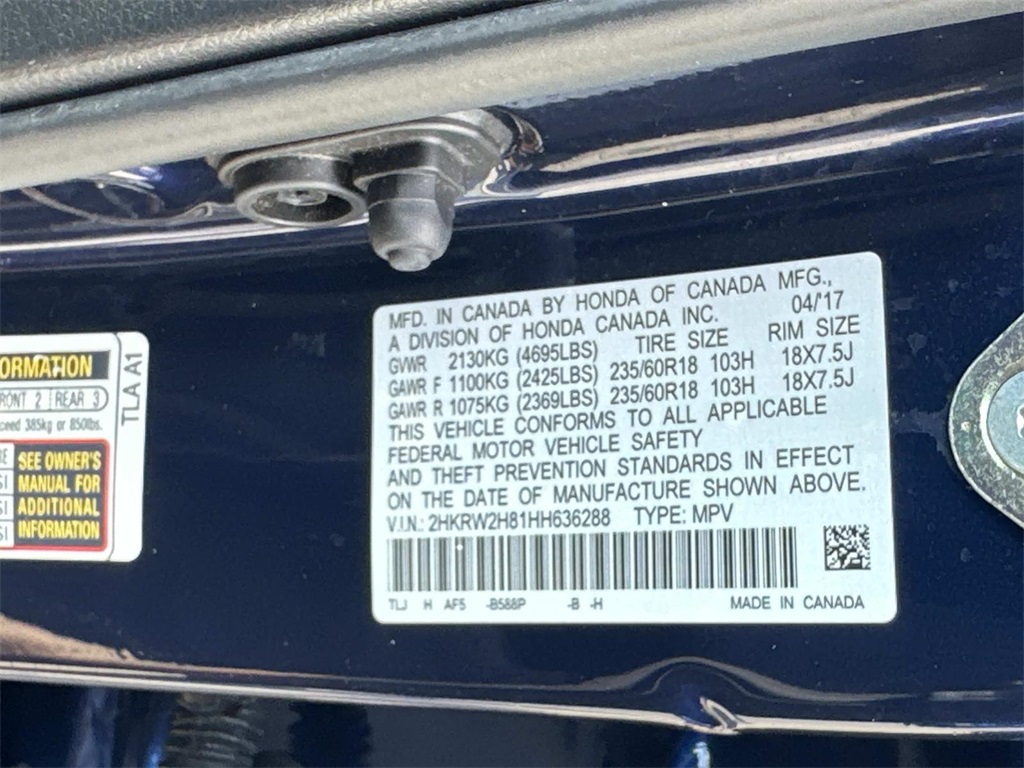 ORMATION
RONT 2 REAR 3
ceed 385kg or 850lbs.
SEE OWNER'S
MANUAL FOR
ADDITIONAL
INFORMATION
TLA A1
MFD. IN CANADA BY HONDA OF CANADA MFG.,
A DIVISION OF HONDA CANADA INC. 04/'17
GVWR 2130KG (4695LBS) TIRE SIZE RIM SIZE
GAWR F 1100KG (2425LBS) 235/60R18 103H 18X7.5J
GAWR R 1075KG (2369LBS) 235/60R18 103H 18X7.5J
THIS VEHICLE CONFORMS TO ALL APPLICABLE
FEDERAL MOTOR VEHICLE SAFETY
AND THEFT PREVENTION STANDARDS IN EFFECT
ON THE DATE OF MANUFACTURE SHOWN ABOVE.
V.I.N.: 2HKRW2H81HH636288 TYPE: MPV
TLJ H AF5 -B588P -B -H MADE IN CANADA